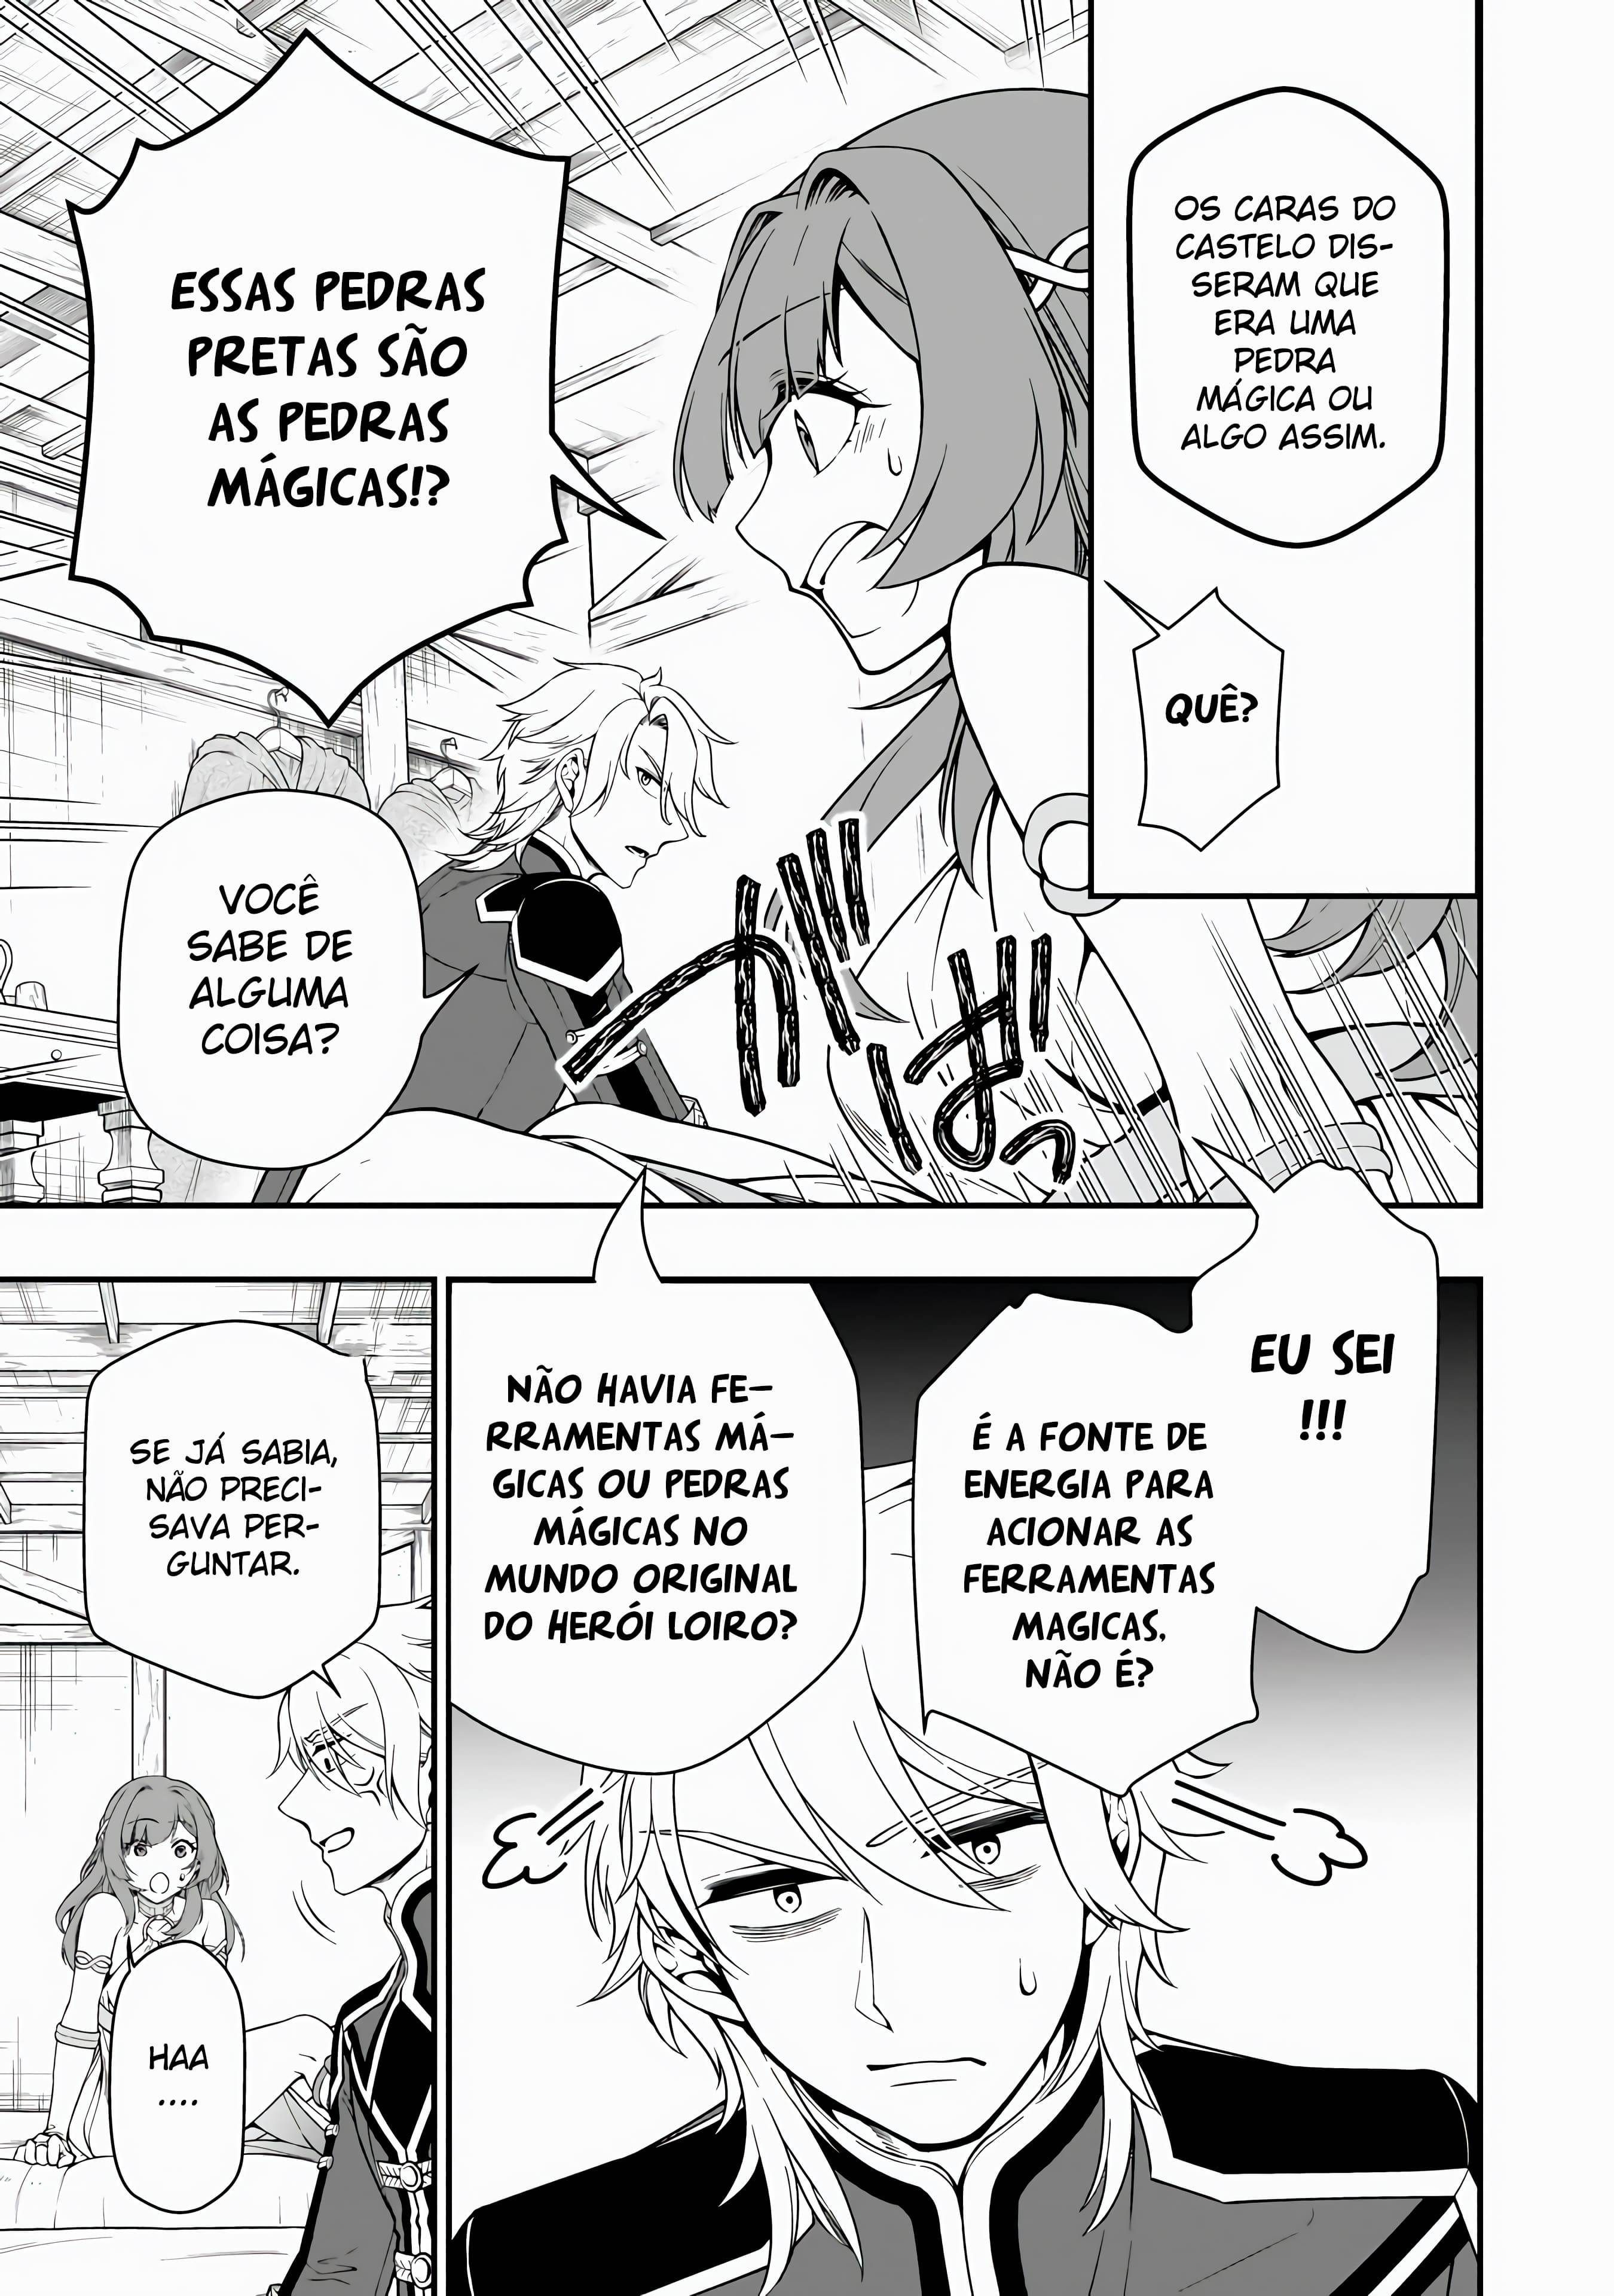 OS CARAS DO
CASTELO DIS-
SERAM QUE
ERA UMA
PEDRA
MÁGICA OU
ALGO ASSIM.
QUÊ?
ESSAS PEDRAS
PRETAS SÃO
AS PEDRAS
MÁGICAS!?
VOCÊ
SABE DE
ALGUMA
COISA?
がばっ
EU SEI
!!!
É A FONTE DE
ENERGIA PARA
ACIONAR AS
FERRAMENTAS
MAGICAS,
NÃO É?
NÃO HAVIA FE-
RRAMENTAS MÁ-
GICAS OU PEDRAS
MÁGICAS NO
MUNDO ORIGINAL
DO HERÓI LOIRO?
SE JÁ SABIA,
NÃO PRECI-
SAVA PER-
GUNTAR.
HAA
....